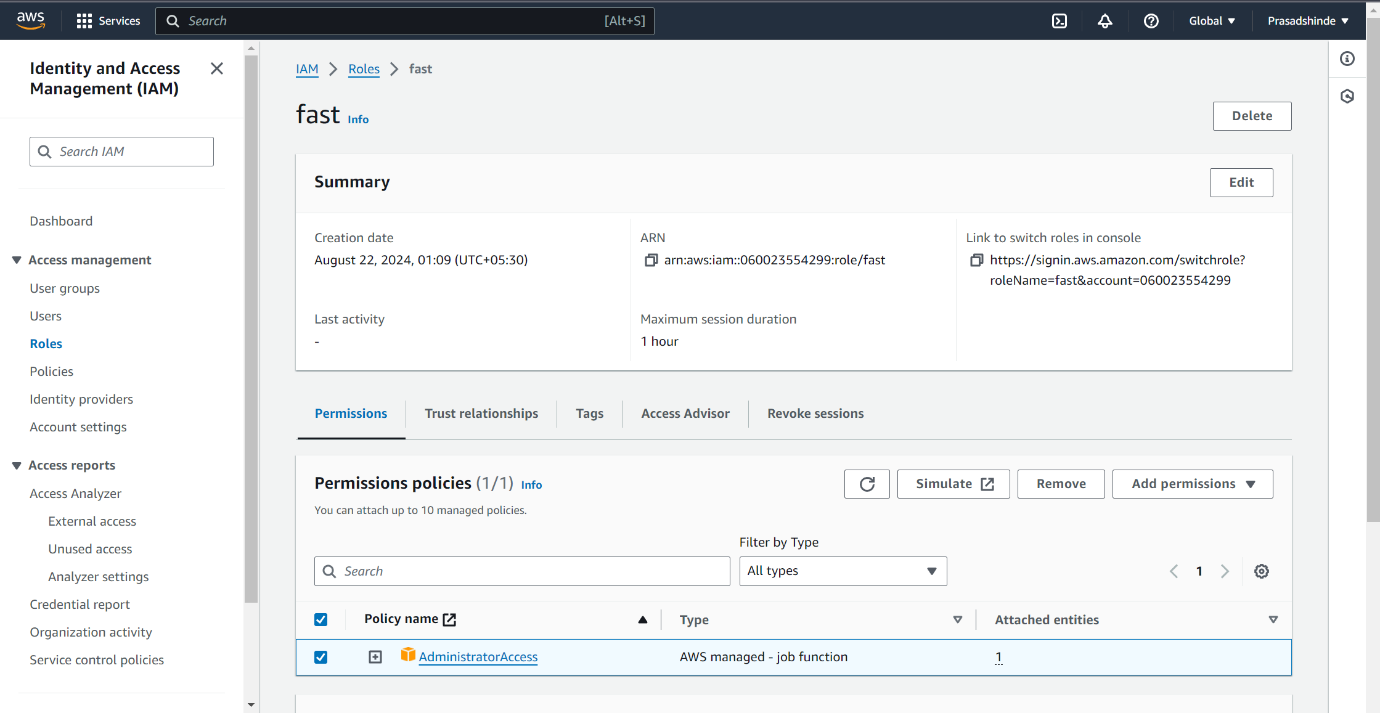 aws
Services
Search [Alt+S]
Global
Prasadshinde
Identity and Access
Management (IAM)
Search IAM
Dashboard
Access management
User groups
Users
Roles
Policies
Identity providers
Account settings
Access reports
Access Analyzer
External access
Unused access
Analyzer settings
Credential report
Organization activity
Service control policies
IAM > Roles > fast
fast Info
Delete
Summary
Edit
Creation date
August 22, 2024, 01:09 (UTC+05:30)
ARN
arn:aws:iam::060023554299:role/fast
Link to switch roles in console
https://signin.aws.amazon.com/switchrole?
roleName=fast&account=060023554299
Last activity
-
Maximum session duration
1 hour
Permissions
Trust relationships
Tags
Access Advisor
Revoke sessions
Permissions policies (1/1) Info
You can attach up to 10 managed policies.
Simulate
Remove
Add permissions
Filter by Type
Search
All types
1
Policy name
Type
Attached entities
AdministratorAccess
AWS managed - job function
1